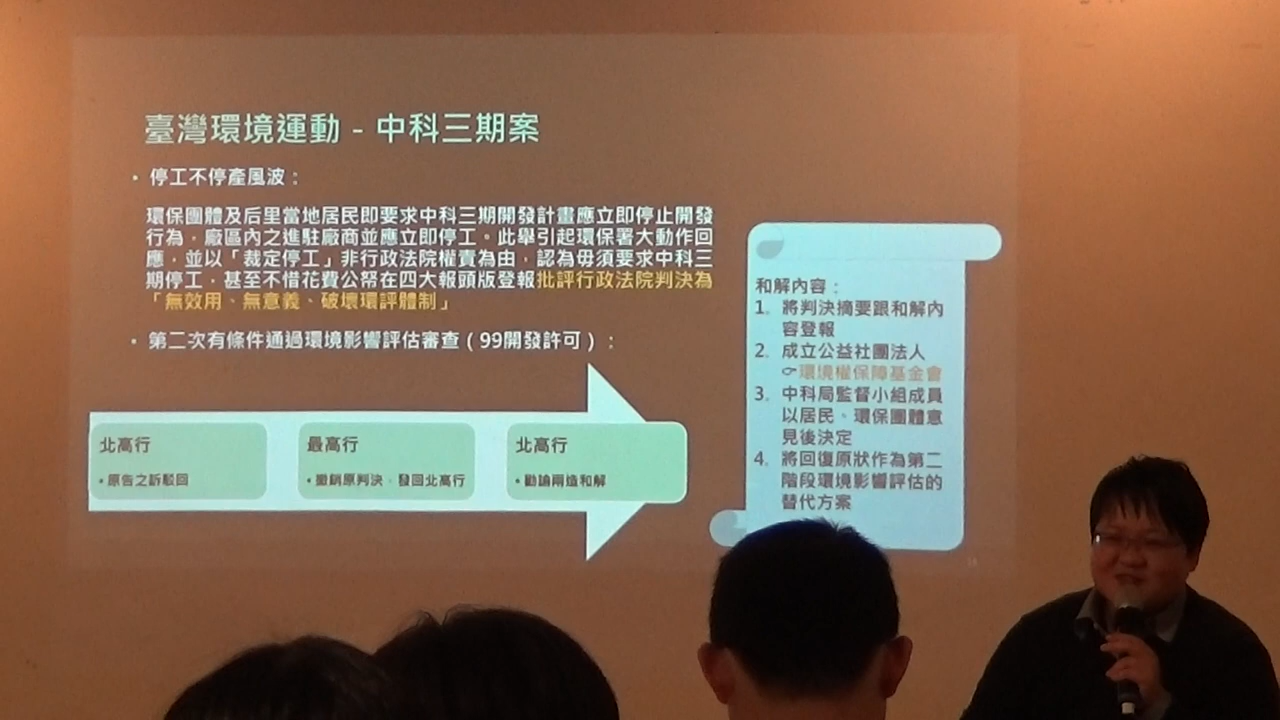 臺灣環境運動 - 中科三期案
• 停工不停產風波：
環保團體及后里當地居民即要求中科三期開發計畫應立即停止開發
行為，廠區內之進駐廠商並應立即停工。此舉引起環保署大動作回
應，並以「裁定停工」非行政法院權責為由，認為毋須要求中科三
期停工，甚至不惜花費公帑在四大報頭版登報批評行政法院判決為
「無效用、無意義、破壞環評體制」
• 第二次有條件通過環境影響評估審查（99開發許可）：
北高行
• 原告之訴駁回
最高行
• 撤銷原判決、發回北高行
北高行
• 勸諭兩造和解
和解內容：
1. 將判決摘要跟和解內
容登報
2. 成立公益社團法人
👉環境權保障基金會
3. 中科局監督小組成員
以居民、環保團體意
見後決定
4. 將回復原狀作為第二
階段環境影響評估的
替代方案